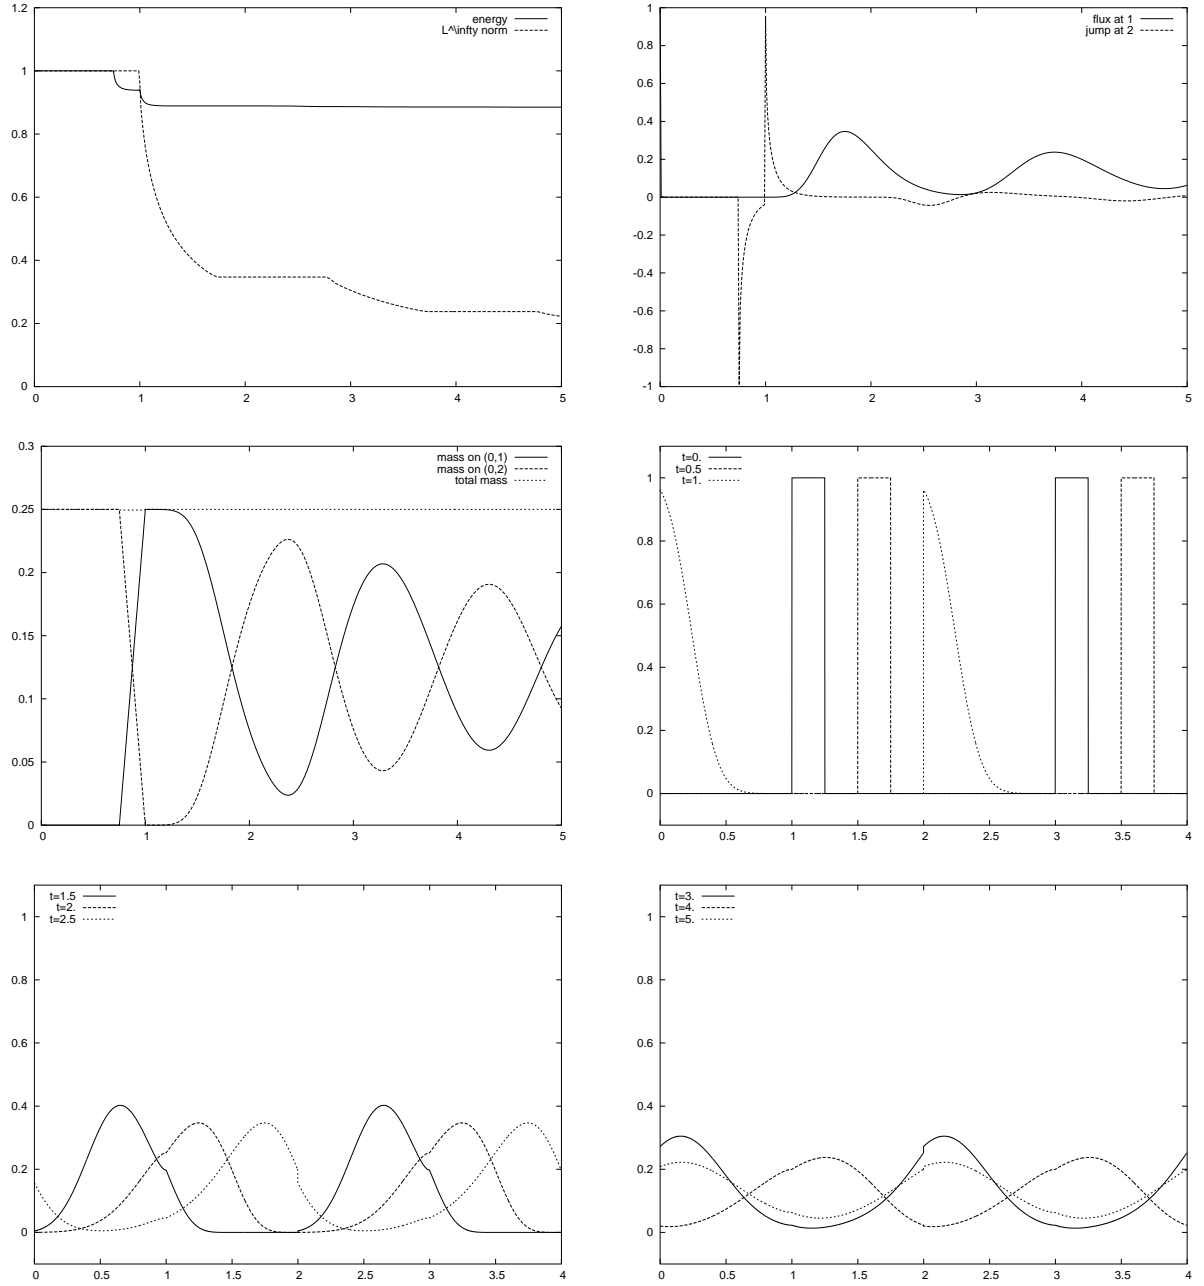 energy
L^\infty norm
1.2
1
0.8
0.6
0.4
0.2
0
0 1 2 3 4 5
flux at 1
jump at 2
1
0.8
0.6
0.4
0.2
0
-0.2
-0.4
-0.6
-0.8
-1
0 1 2 3 4 5
mass on (0,1)
mass on (0,2)
total mass
0.3
0.25
0.2
0.15
0.1
0.05
0
0 1 2 3 4 5
t=0.
t=0.5
t=1.
1
0.8
0.6
0.4
0.2
0
0 0.5 1 1.5 2 2.5 3 3.5 4
t=1.5
t=2.
t=2.5
1
0.8
0.6
0.4
0.2
0
0 0.5 1 1.5 2 2.5 3 3.5 4
t=3.
t=4.
t=5.
1
0.8
0.6
0.4
0.2
0
0 0.5 1 1.5 2 2.5 3 3.5 4